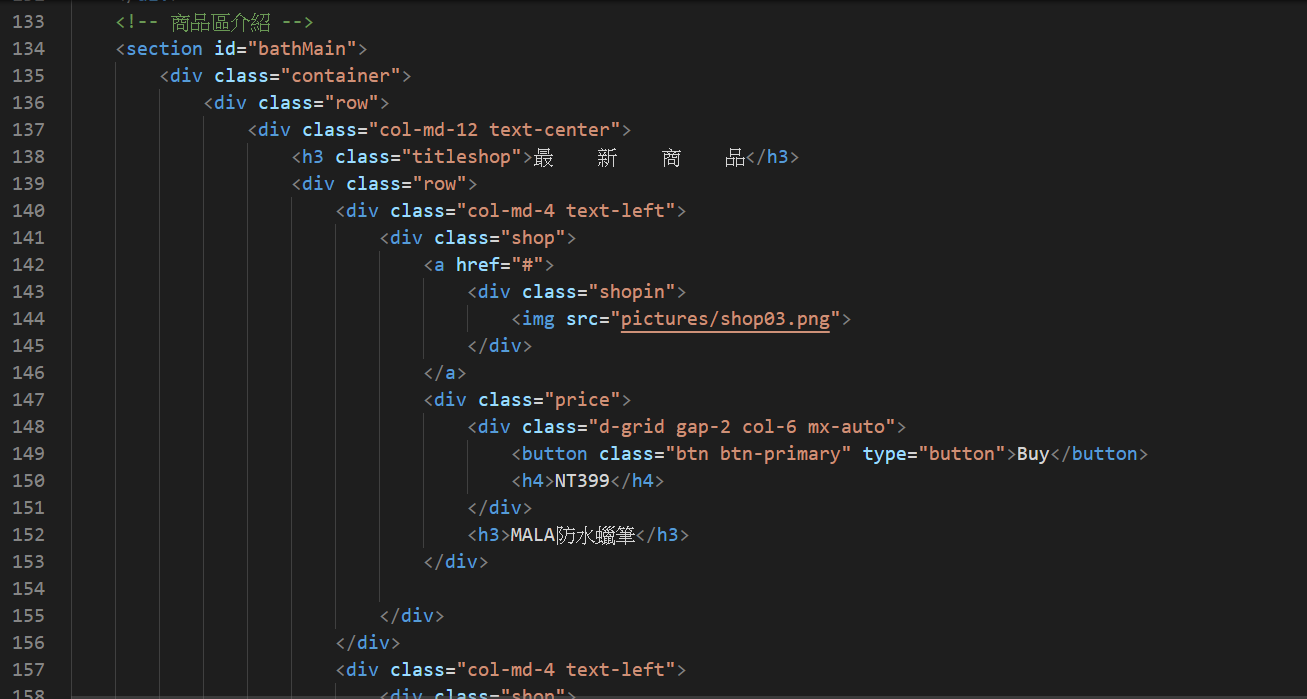 133 <!-- 商品區介紹 -->
134 <section id="bathMain">
135 <div class="container">
136 <div class="row">
137 <div class="col-md-12 text-center">
138 <h3 class="titleshop">最　　新　　商　　品</h3>
139 <div class="row">
140 <div class="col-md-4 text-left">
141 <div class="shop">
142 <a href="#">
143 <div class="shopin">
144 <img src="pictures/shop03.png">
145 </div>
146 </a>
147 <div class="price">
148 <div class="d-grid gap-2 col-6 mx-auto">
149 <button class="btn btn-primary" type="button">Buy</button>
150 <h4>NT399</h4>
151 </div>
152 <h3>MALA防水蠟筆</h3>
153 </div>
154
155 </div>
156 </div>
157 <div class="col-md-4 text-left">
158 <div class="shop">